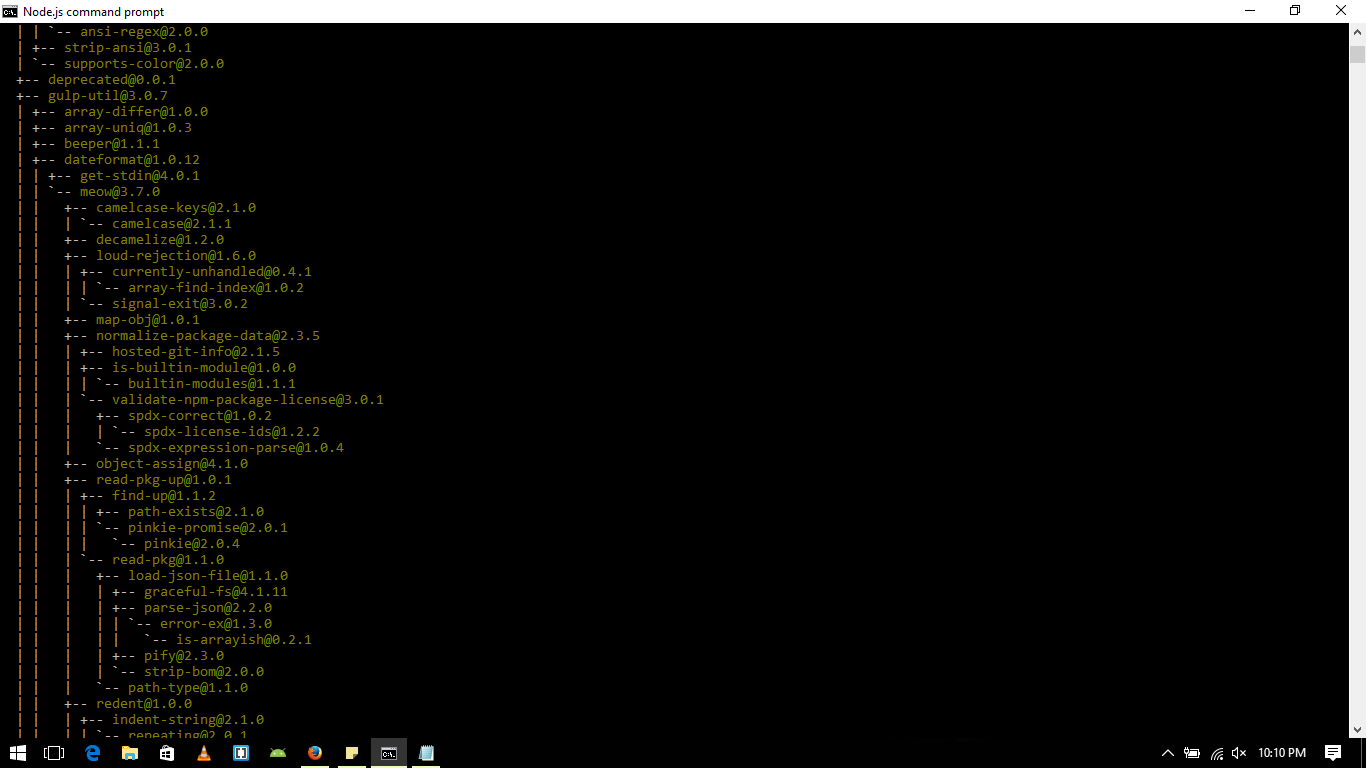 Node.js command prompt
| | `-- ansi-regex@2.0.0
| +-- strip-ansi@3.0.1
| `-- supports-color@2.0.0
+-- deprecated@0.0.1
+-- gulp-util@3.0.7
| +-- array-differ@1.0.0
| +-- array-uniq@1.0.3
| +-- beeper@1.1.1
| +-- dateformat@1.0.12
| | +-- get-stdin@4.0.1
| | `-- meow@3.7.0
| |   +-- camelcase-keys@2.1.0
| |   | `-- camelcase@2.1.1
| |   +-- decamelize@1.2.0
| |   +-- loud-rejection@1.6.0
| |   | +-- currently-unhandled@0.4.1
| |   | | `-- array-find-index@1.0.2
| |   | `-- signal-exit@3.0.2
| |   +-- map-obj@1.0.1
| |   +-- normalize-package-data@2.3.5
| |   | +-- hosted-git-info@2.1.5
| |   | +-- is-builtin-module@1.0.0
| |   | | `-- builtin-modules@1.1.1
| |   | `-- validate-npm-package-license@3.0.1
| |   |   +-- spdx-correct@1.0.2
| |   |   | `-- spdx-license-ids@1.2.2
| |   |   `-- spdx-expression-parse@1.0.4
| |   +-- object-assign@4.1.0
| |   +-- read-pkg-up@1.0.1
| |   | +-- find-up@1.1.2
| |   | | +-- path-exists@2.1.0
| |   | | `-- pinkie-promise@2.0.1
| |   | |   `-- pinkie@2.0.4
| |   | `-- read-pkg@1.1.0
| |   |   +-- load-json-file@1.1.0
| |   |   | +-- graceful-fs@4.1.11
| |   |   | +-- parse-json@2.2.0
| |   |   | | `-- error-ex@1.3.0
| |   |   | |   `-- is-arrayish@0.2.1
| |   |   | +-- pify@2.3.0
| |   |   | `-- strip-bom@2.0.0
| |   |   `-- path-type@1.1.0
| |   +-- redent@1.0.0
| |   | +-- indent-string@2.1.0
| |   | | `-- repeating@2.0.1
10:10 PM